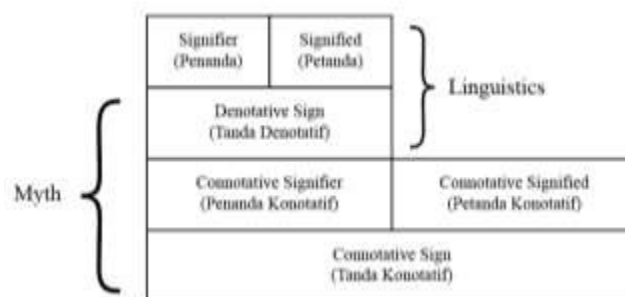 Signifier
(Penanda)
Signified
(Petanda)
Linguistics
Denotative Sign
(Tanda Denotatif)
Myth
Connotative Signifier
(Penanda Konotatif)
Connotative Signified
(Petanda Konotatif)
Connotative Sign
(Tanda Konotatif)